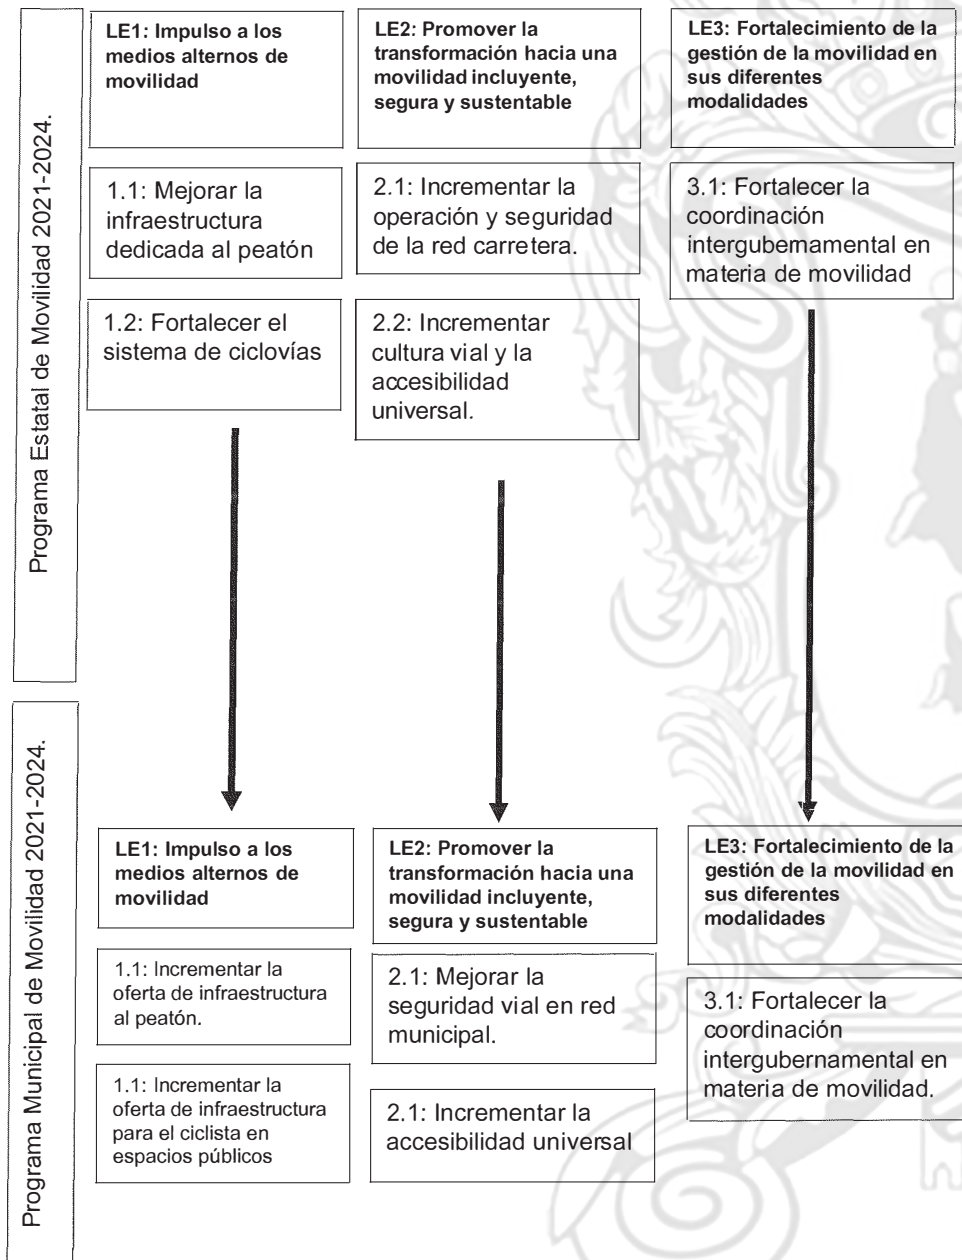 Programa Estatal de Movilidad 2021-2024.
LE1: Impulso a los
medios alternos de
movilidad
LE2: Promover la
transformación hacia una
movilidad incluyente,
segura y sustentable
LE3: Fortalecimiento de la
gestión de la movilidad en
sus diferentes
modalidades
1.1: Mejorar la
infraestructura
dedicada al peatón
2.1: Incrementar la
operación y seguridad
de la red carretera.
3.1: Fortalecer la
coordinación
intergubernamental en
materia de movilidad
1.2: Fortalecer el
sistema de ciclovías
2.2: Incrementar
cultura vial y la
accesibilidad
universal.
Programa Municipal de Movilidad 2021-2024.
LE1: Impulso a los
medios alternos de
movilidad
LE2: Promover la
transformación hacia una
movilidad incluyente,
segura y sustentable
LE3: Fortalecimiento de la
gestión de la movilidad en
sus diferentes
modalidades
1.1: Incrementar la
oferta de infraestructura
al peatón.
2.1: Mejorar la
seguridad vial en red
municipal.
3.1: Fortalecer la
coordinación
intergubernamental en
materia de movilidad.
1.1: Incrementar la
oferta de infraestructura
para el ciclista en
espacios públicos
2.1: Incrementar la
accesibilidad universal